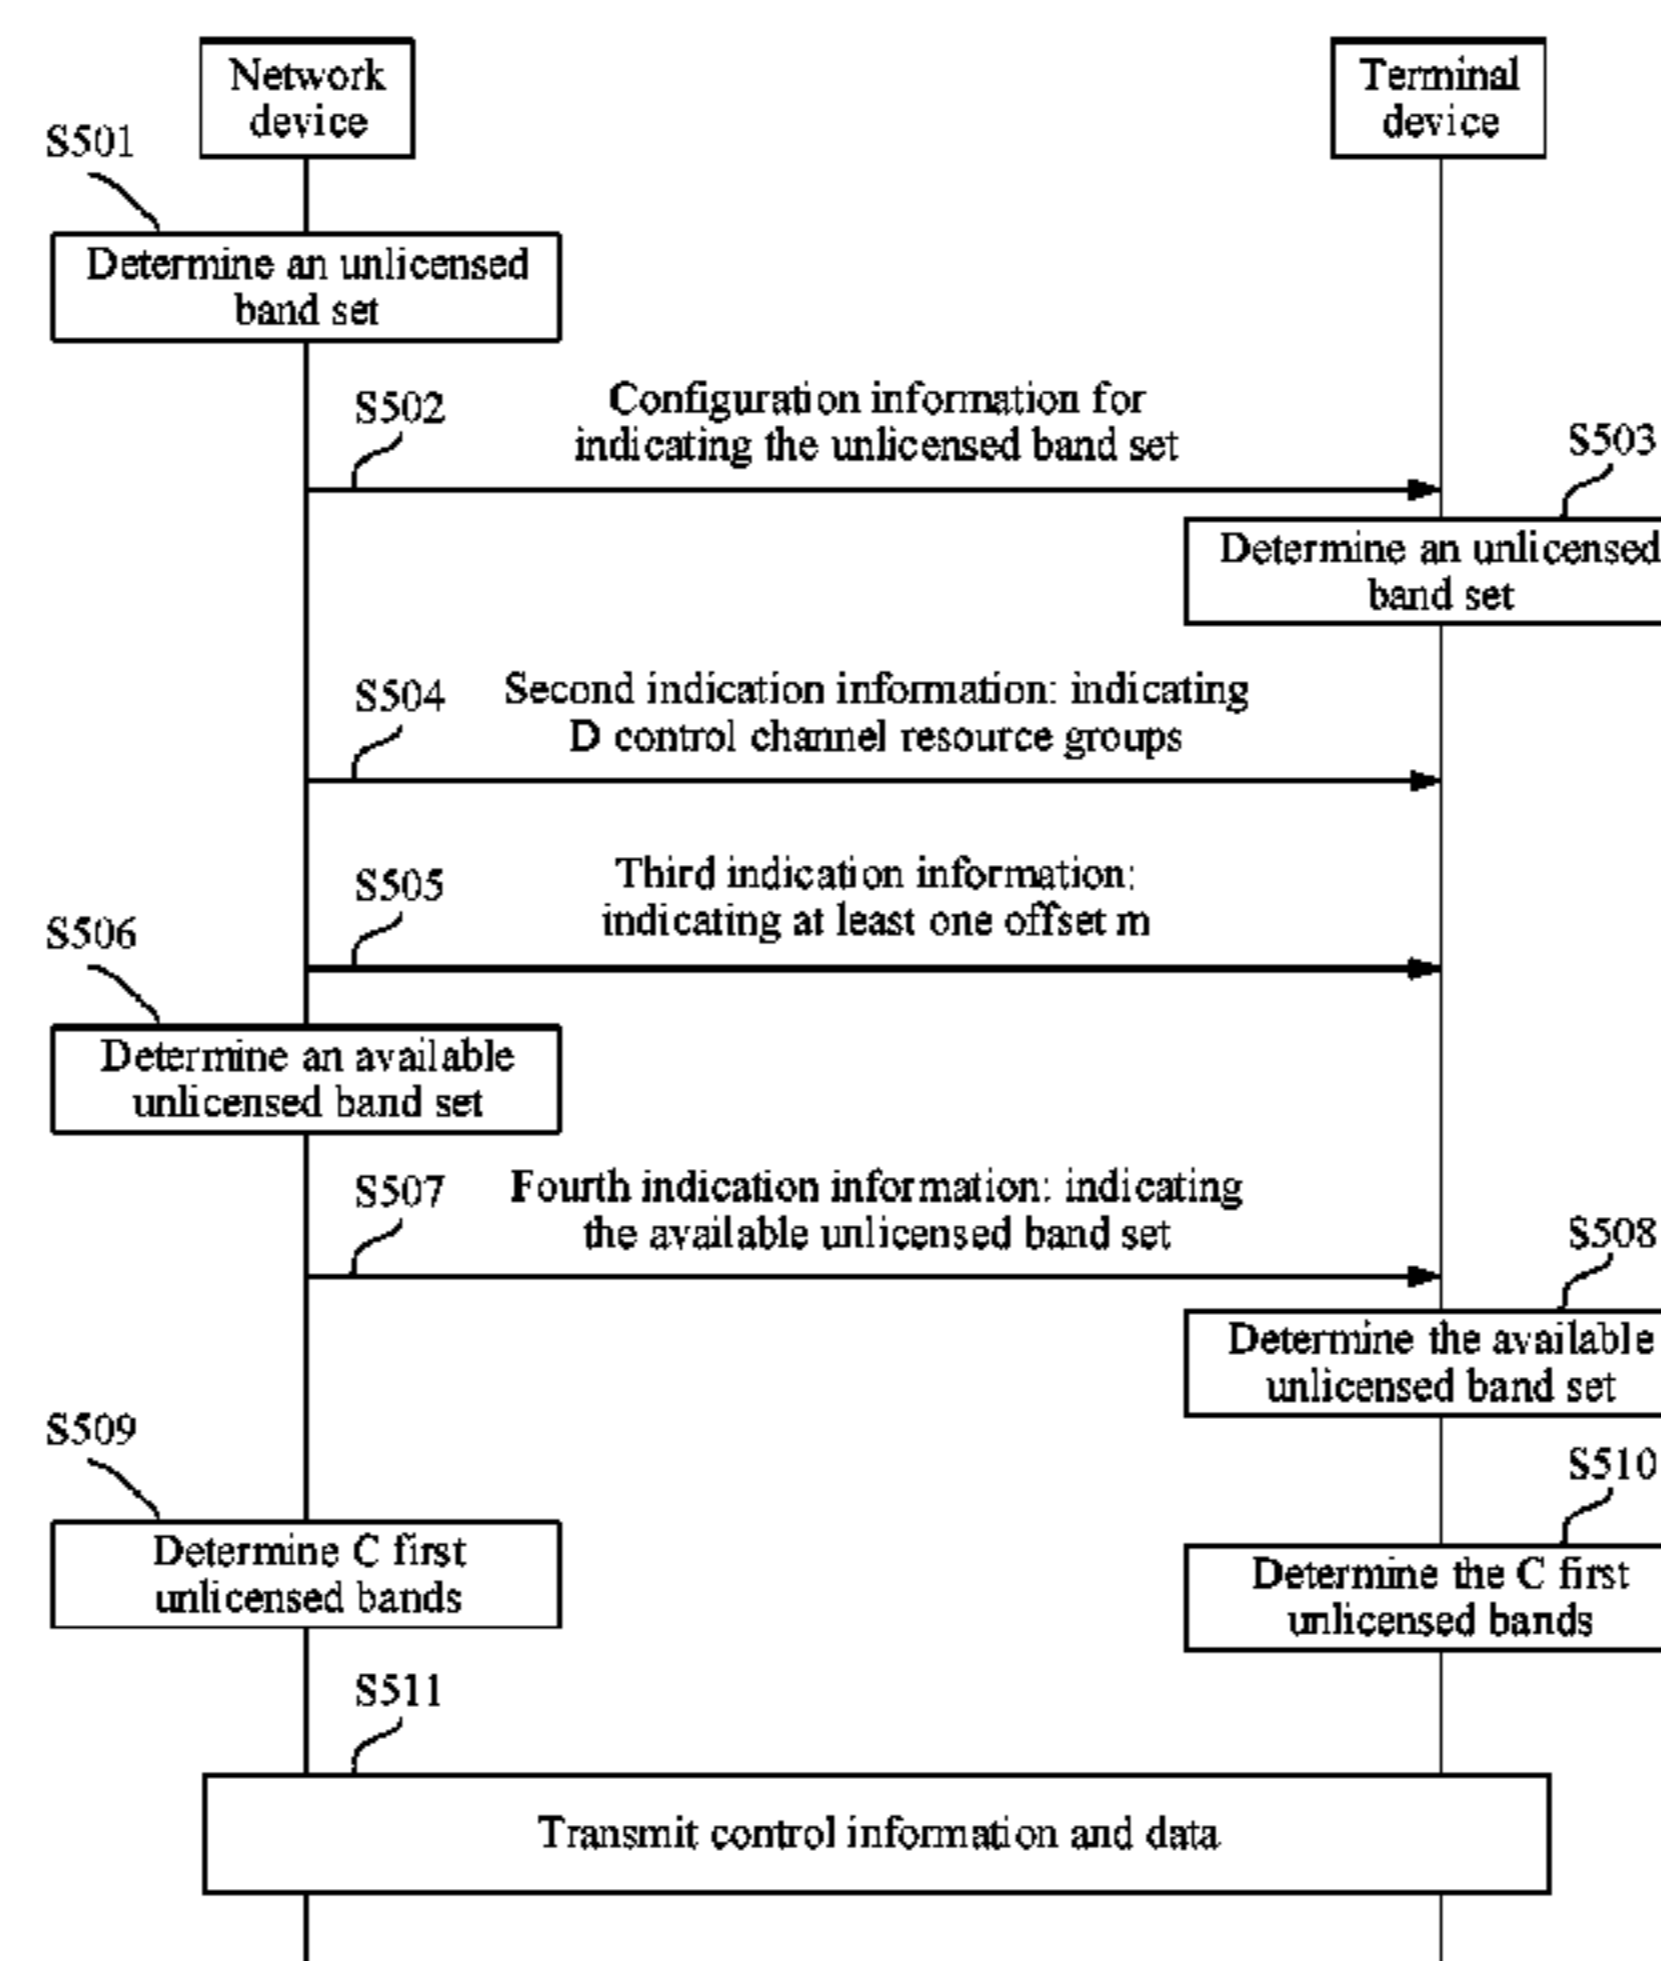 Network
device
Terminal
device
S501
Determine an unlicensed
band set
S502
Configuration information for
indicating the unlicensed band set
S503
Determine an unlicensed
band set
S504
Second indication information: indicating
D control channel resource groups
S505
Third indication information:
indicating at least one offset m
S506
Determine an available
unlicensed band set
S507
Fourth indication information: indicating
the available unlicensed band set
S508
Determine the available
unlicensed band set
S509
Determine C first
unlicensed bands
S510
Determine the C first
unlicensed bands
S511
Transmit control information and data